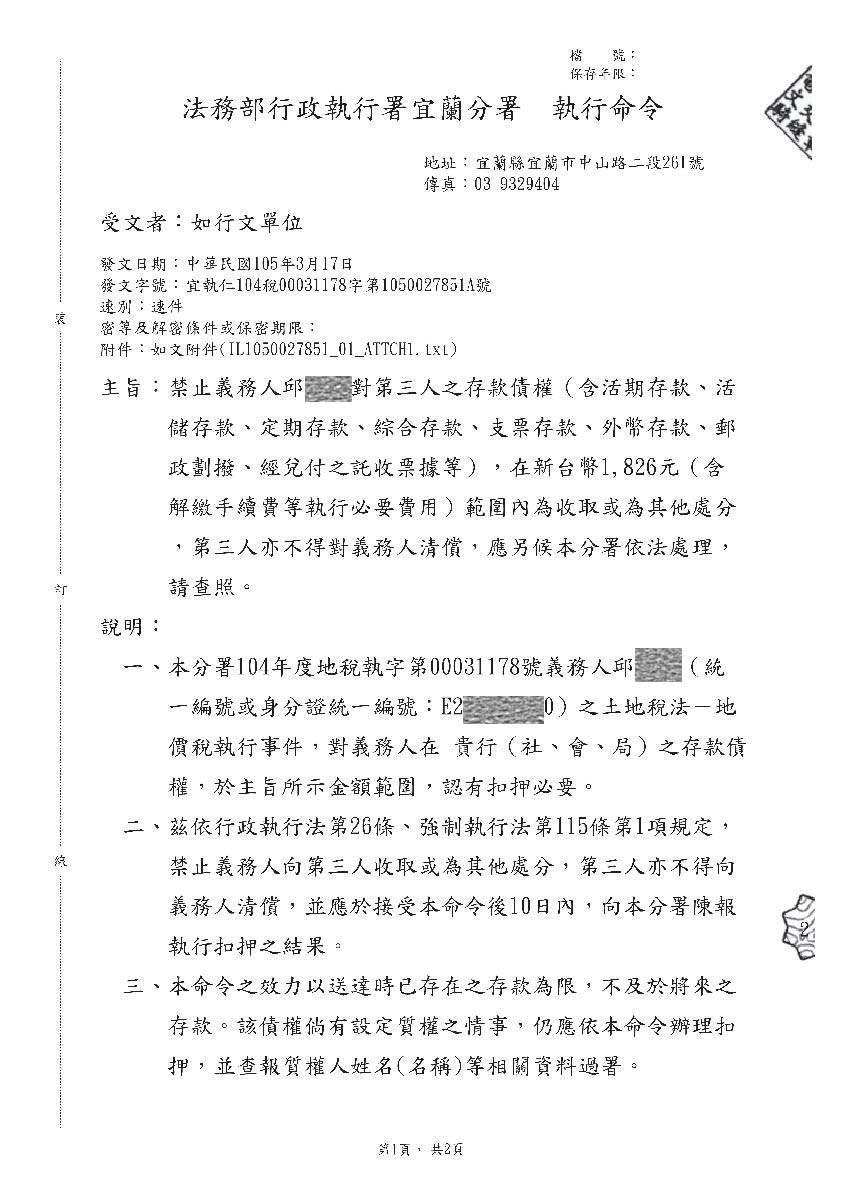 檔　　號：
保存年限：
法務部行政執行署宜蘭分署　執行命令
地址：宜蘭縣宜蘭市中山路二段261號
傳真：03 9329404
受文者：如行文單位
發文日期：中華民國105年3月17日
發文字號：宜執仁104稅00031178字第1050027851A號
速別：速件
密等及解密條件或保密期限：
附件：如文附件(IL1050027851_01_ATTCH1.txt)
主旨：禁止義務人邱 對第三人之存款債權（含活期存款、活
儲存款、定期存款、綜合存款、支票存款、外幣存款、郵
政劃撥、經兌付之託收票據等），在新台幣1,826元（含
解繳手續費等執行必要費用）範圍內為收取或為其他處分
，第三人亦不得對義務人清償，應另候本分署依法處理，
請查照。
說明：
一、本分署104年度地稅執字第00031178號義務人邱 （統
一編號或身分證統一編號：E2 0）之土地稅法－地
價稅執行事件，對義務人在 貴行（社、會、局）之存款債
權，於主旨所示金額範圍，認有扣押必要。
二、茲依行政執行法第26條、強制執行法第115條第1項規定，
禁止義務人向第三人收取或為其他處分，第三人亦不得向
義務人清償，並應於接受本命令後10日內，向本分署陳報
執行扣押之結果。
三、本命令之效力以送達時已存在之存款為限，不及於將來之
存款。該債權倘有設定質權之情事，仍應依本命令辦理扣
押，並查報質權人姓名(名稱)等相關資料過署。
裝
訂
線
2
第1頁， 共2頁